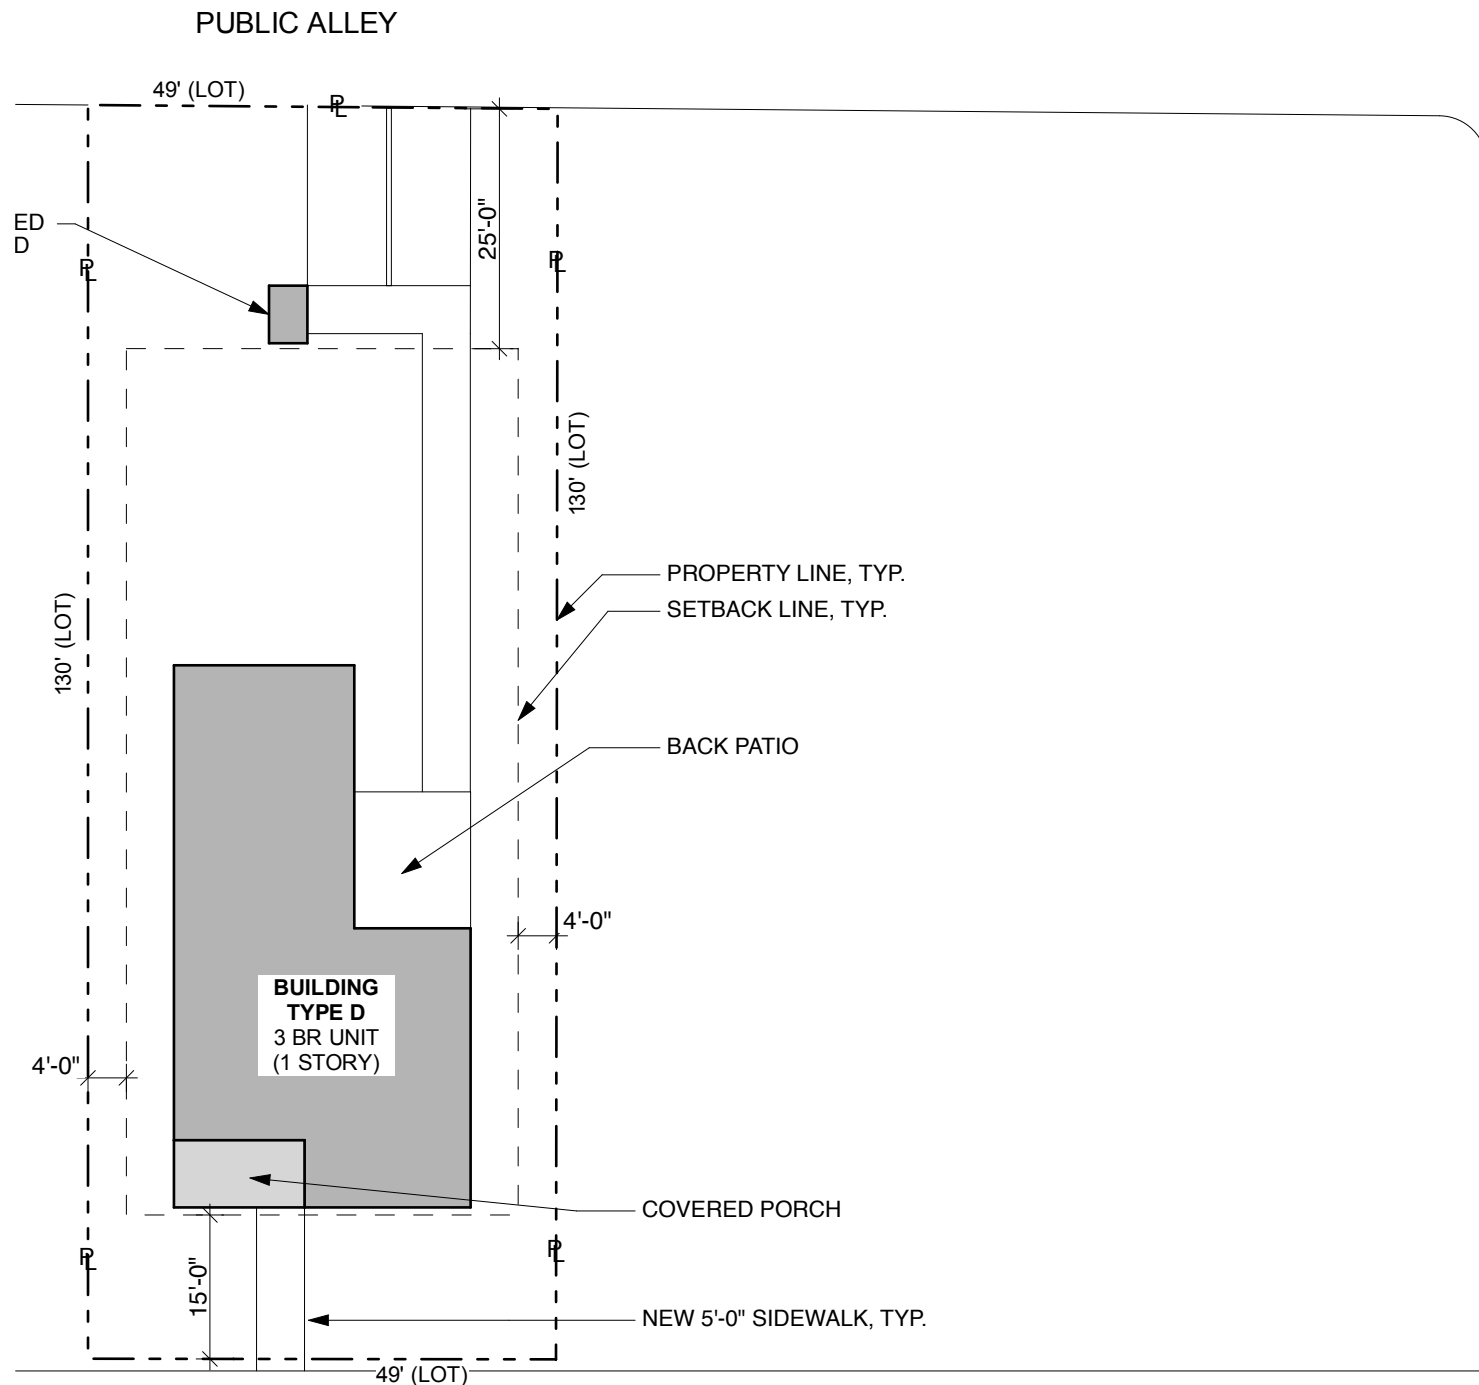 PUBLIC ALLEY
49' (LOT)
PL
25'-0"
ED
D
PL
PL
130' (LOT)
PROPERTY LINE, TYP.
SETBACK LINE, TYP.
130' (LOT)
BACK PATIO
4'-0"
BUILDING
TYPE D
3 BR UNIT
(1 STORY)
4'-0"
COVERED PORCH
PL
PL
15'-0"
NEW 5'-0" SIDEWALK, TYP.
49' (LOT)